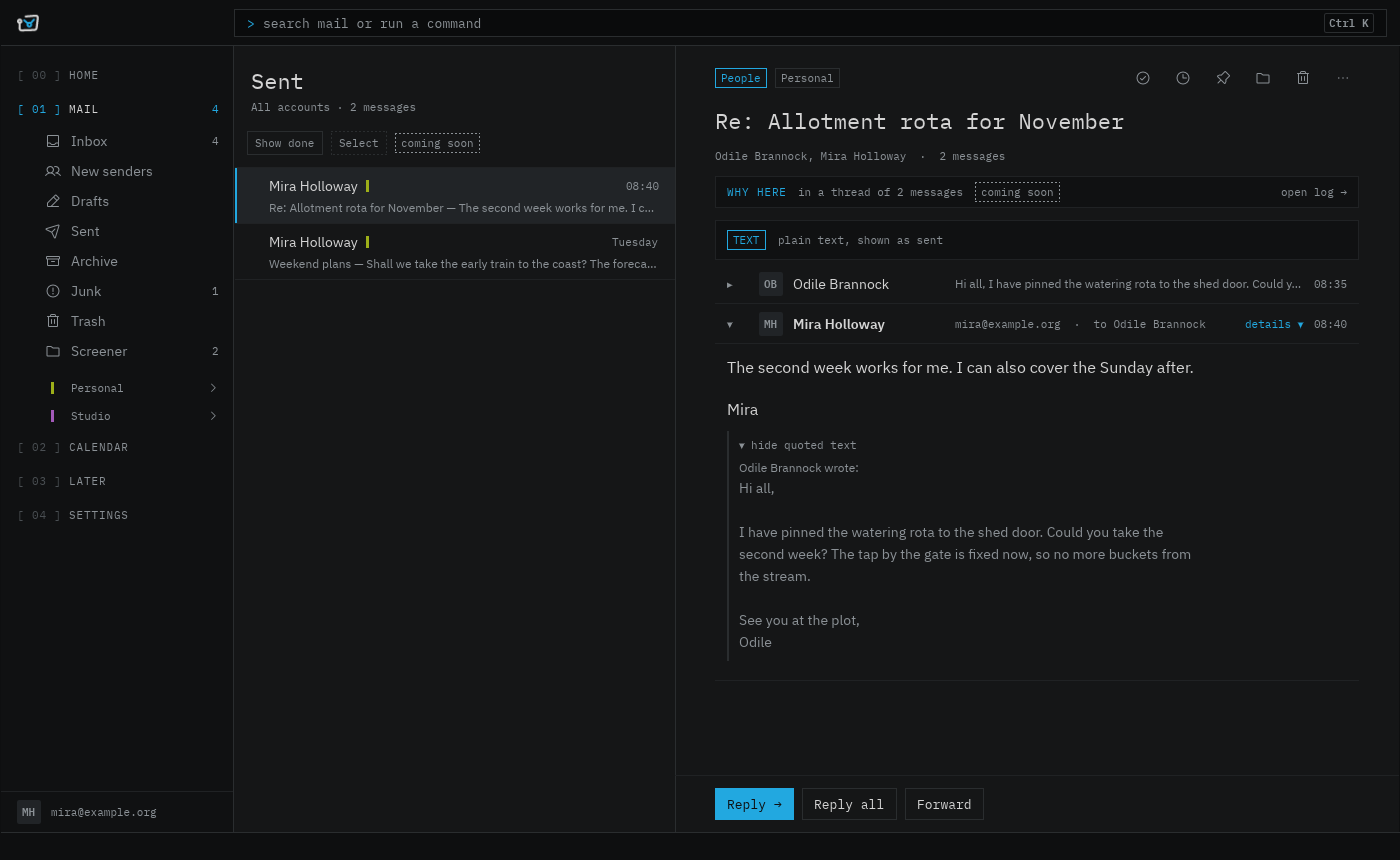 > search mail or run a command
Ctrl K
[ 00 ] HOME
[ 01 ] MAIL 4
Inbox 4
New senders
Drafts
Sent
Archive
Junk 1
Trash
Screener 2
Personal
Studio
[ 02 ] CALENDAR
[ 03 ] LATER
[ 04 ] SETTINGS
MH mira@example.org
Sent
All accounts · 2 messages
Show done Select coming soon
Mira Holloway 08:40
Re: Allotment rota for November — The second week works for me. I c…
Mira Holloway Tuesday
Weekend plans — Shall we take the early train to the coast? The foreca…
People Personal
Re: Allotment rota for November
Odile Brannock, Mira Holloway · 2 messages
WHY HERE in a thread of 2 messages coming soon open log →
TEXT plain text, shown as sent
▸ OB Odile Brannock Hi all, I have pinned the watering rota to the shed door. Could y… 08:35
▾ MH Mira Holloway mira@example.org · to Odile Brannock details ▾ 08:40
The second week works for me. I can also cover the Sunday after.
Mira
▾ hide quoted text
Odile Brannock wrote:
Hi all,
I have pinned the watering rota to the shed door. Could you take the
second week? The tap by the gate is fixed now, so no more buckets from
the stream.
See you at the plot,
Odile
Reply → Reply all Forward